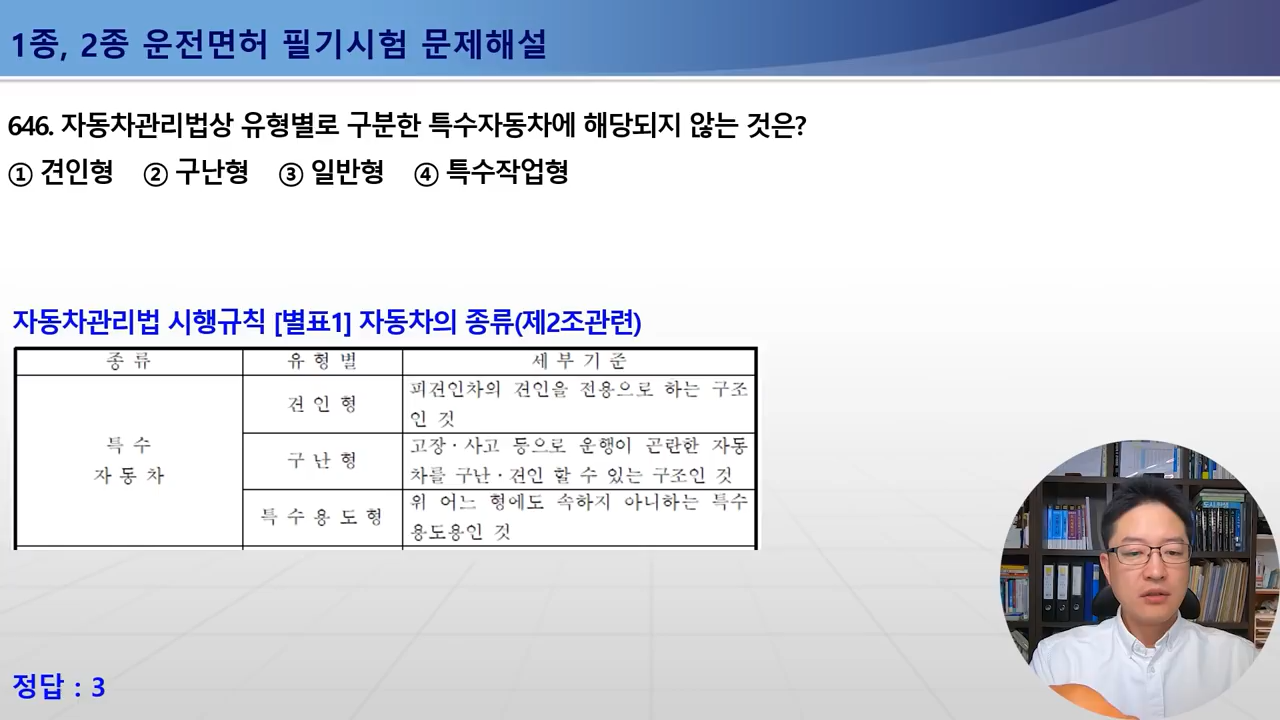 1종, 2종 운전면허 필기시험 문제해설
646. 자동차관리법상 유형별로 구분한 특수자동차에 해당되지 않는 것은?
① 견인형 ② 구난형 ③ 일반형 ④ 특수작업형
자동차관리법 시행규칙 [별표1] 자동차의 종류(제2조관련)
종 류 유 형 별 세 부 기 준
특 수
자 동 차
견 인 형
피견인차의 견인을 전용으로 하는 구조
인 것
구 난 형
고장·사고 등으로 운행이 곤란한 자동
차를 구난·견인 할 수 있는 구조인 것
특 수 용 도 형
위 어느 형에도 속하지 아니하는 특수
용도용인 것
정답 : 3